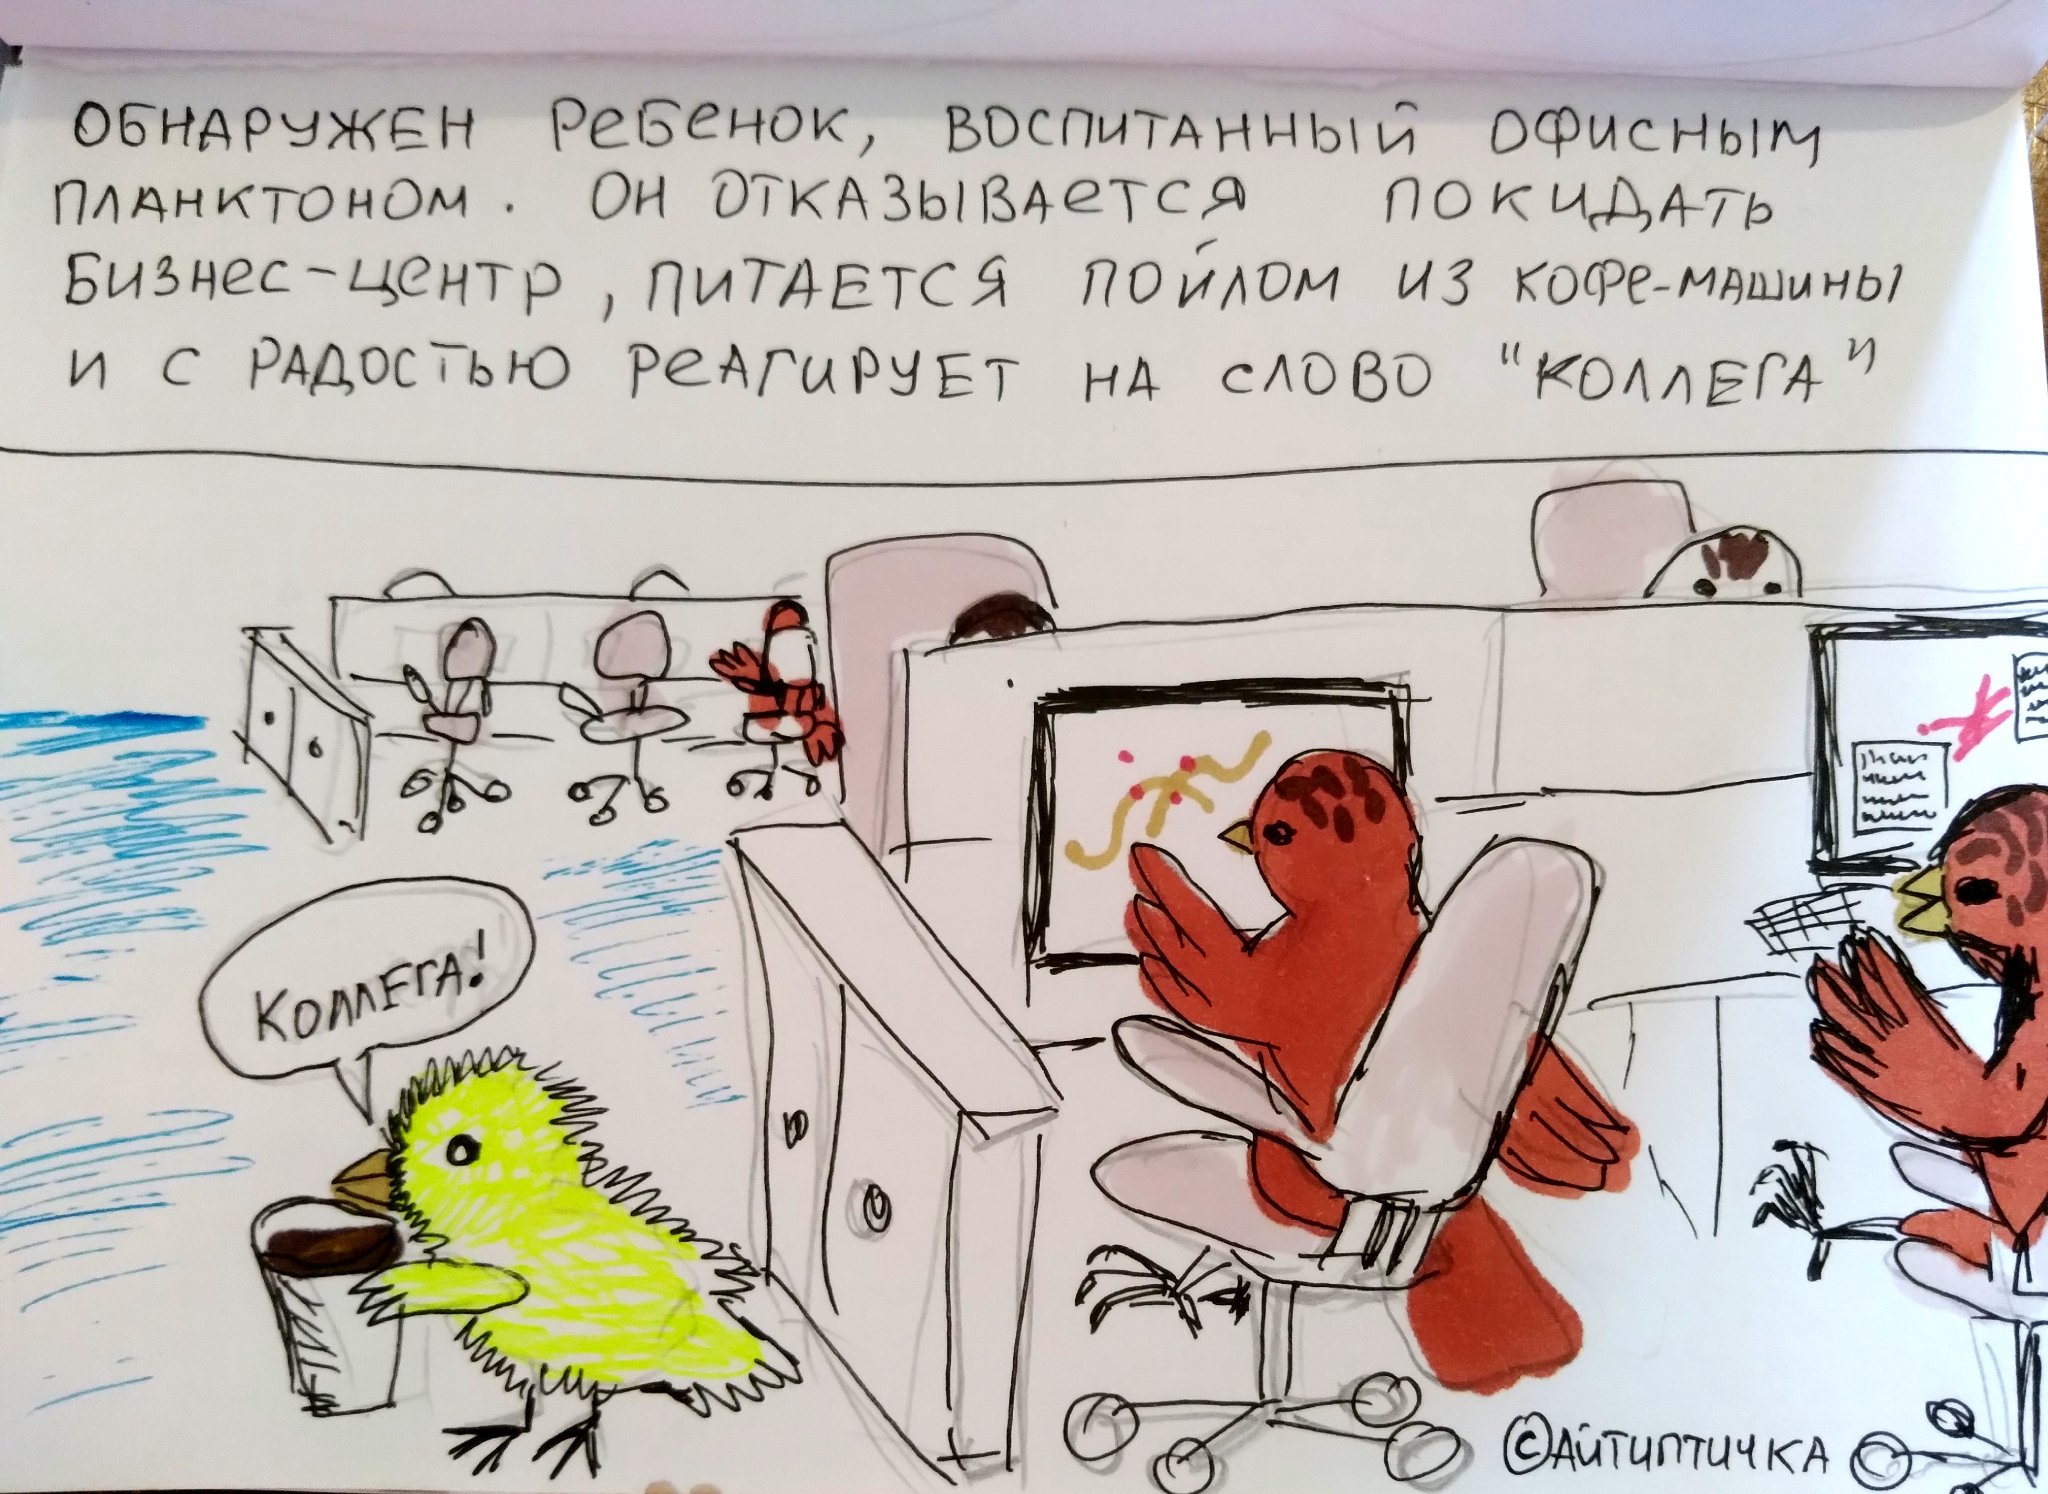 ОБНАРУЖЕН РЕБЕНОК, ВОСПИТАННЫЙ ОФИСНЫМ
ПЛАНКТОНОМ. ОН ОТКАЗЫВАЕТСЯ ПОКИДАТЬ
БИЗНЕС-ЦЕНТР, ПИТАЕТСЯ ПОЙЛОМ ИЗ КОФЕ-МАШИНЫ
И С РАДОСТЬЮ РЕАГИРУЕТ НА СЛОВО "КОЛЛЕГА"
КОЛЛЕГА!
©АЙТИПТИЧКА